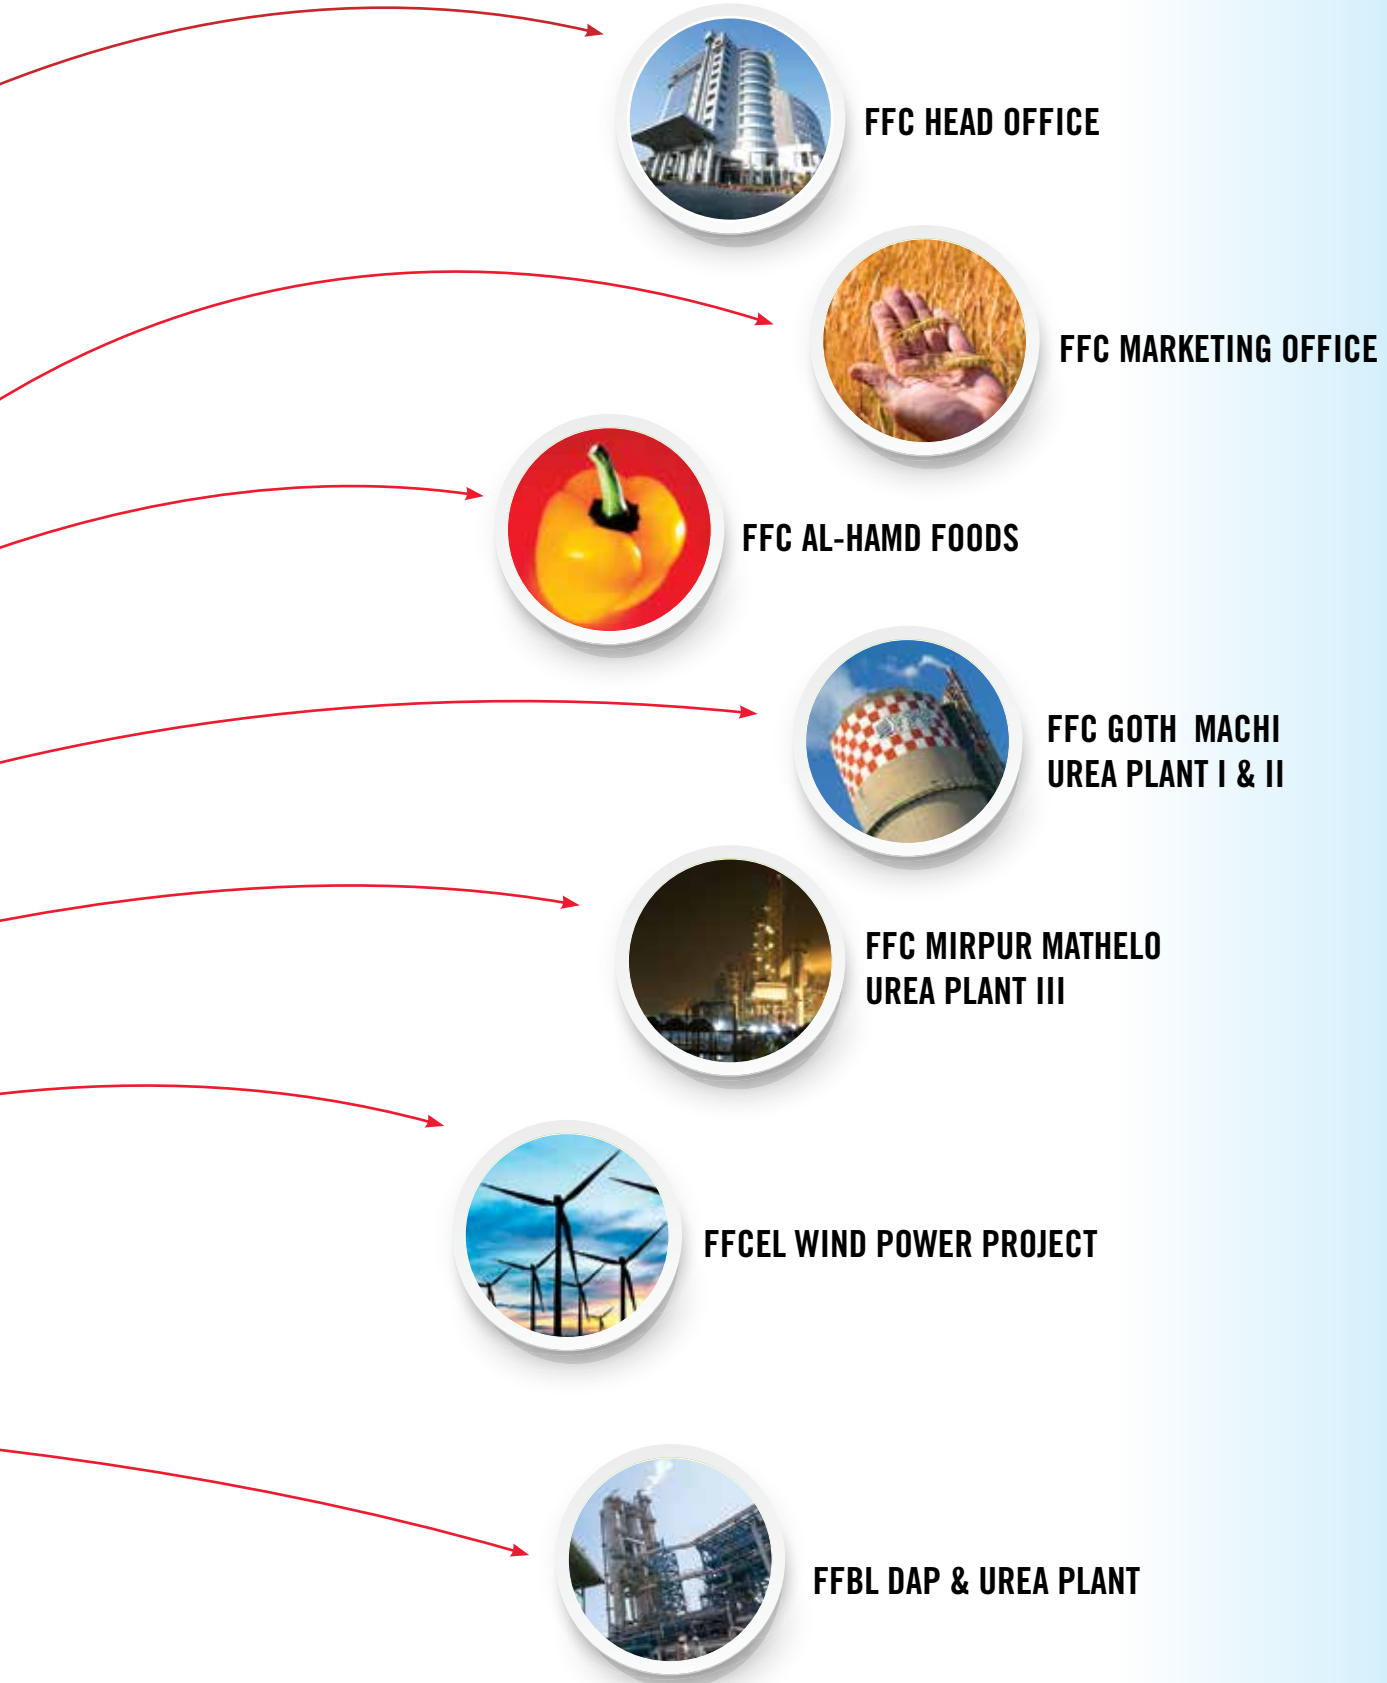 FFC HEAD OFFICE
FFC MARKETING OFFICE
FFC AL-HAMD FOODS
FFC GOTH MACHI
UREA PLANT I & II
FFC MIRPUR MATHELO
UREA PLANT III
FFCEL WIND POWER PROJECT
FFBL DAP & UREA PLANT